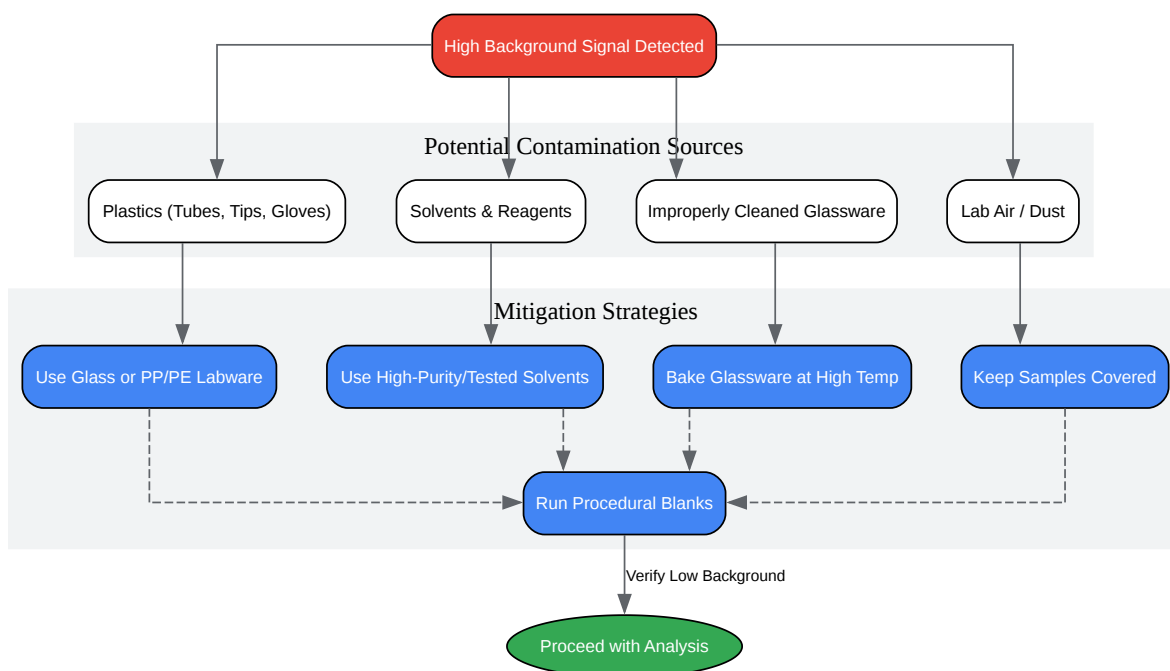 High Background Signal Detected
Potential Contamination Sources
Plastics (Tubes, Tips, Gloves)
Solvents & Reagents
Improperly Cleaned Glassware
Lab Air / Dust
Mitigation Strategies
Use Glass or PP/PE Labware
Use High-Purity/Tested Solvents
Bake Glassware at High Temp
Keep Samples Covered
Run Procedural Blanks
Verify Low Background
Proceed with Analysis